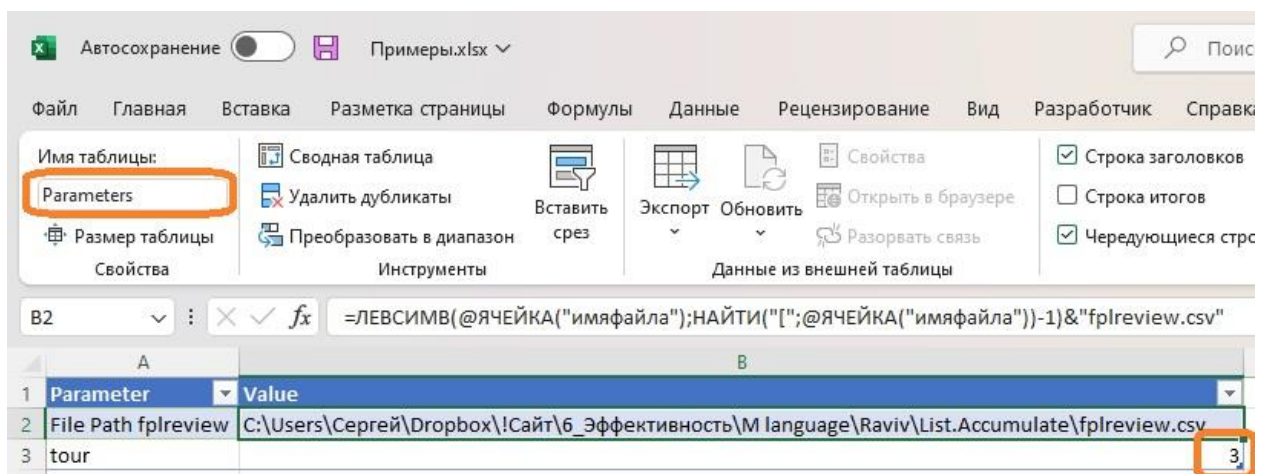 Автосохранение Примеры.xlsx Поис
Файл Главная Вставка Разметка страницы Формулы Данные Рецензирование Вид Разработчик Справка
Имя таблицы: Сводная таблица Свойства Строка заголовков
Parameters Удалить дубликаты Вставить срез Экспорт Обновить Открыть в браузере Строка итогов
Размер таблицы Преобразовать в диапазон Разорвать связь Чередующиеся стро
Свойства Инструменты Данные из внешней таблицы
B2 fx =ЛЕВСИМВ(@ЯЧЕЙКА("имяфайла");НАЙТИ("[";@ЯЧЕЙКА("имяфайла"))-1)&"fplreview.csv"
A B
1 Parameter Value
2 File Path fplreview C:\Users\Сергей\Dropbox\!Сайт\6_Эффективность\M language\Raviv\List.Accumulate\fplreview.csv
3 tour 3